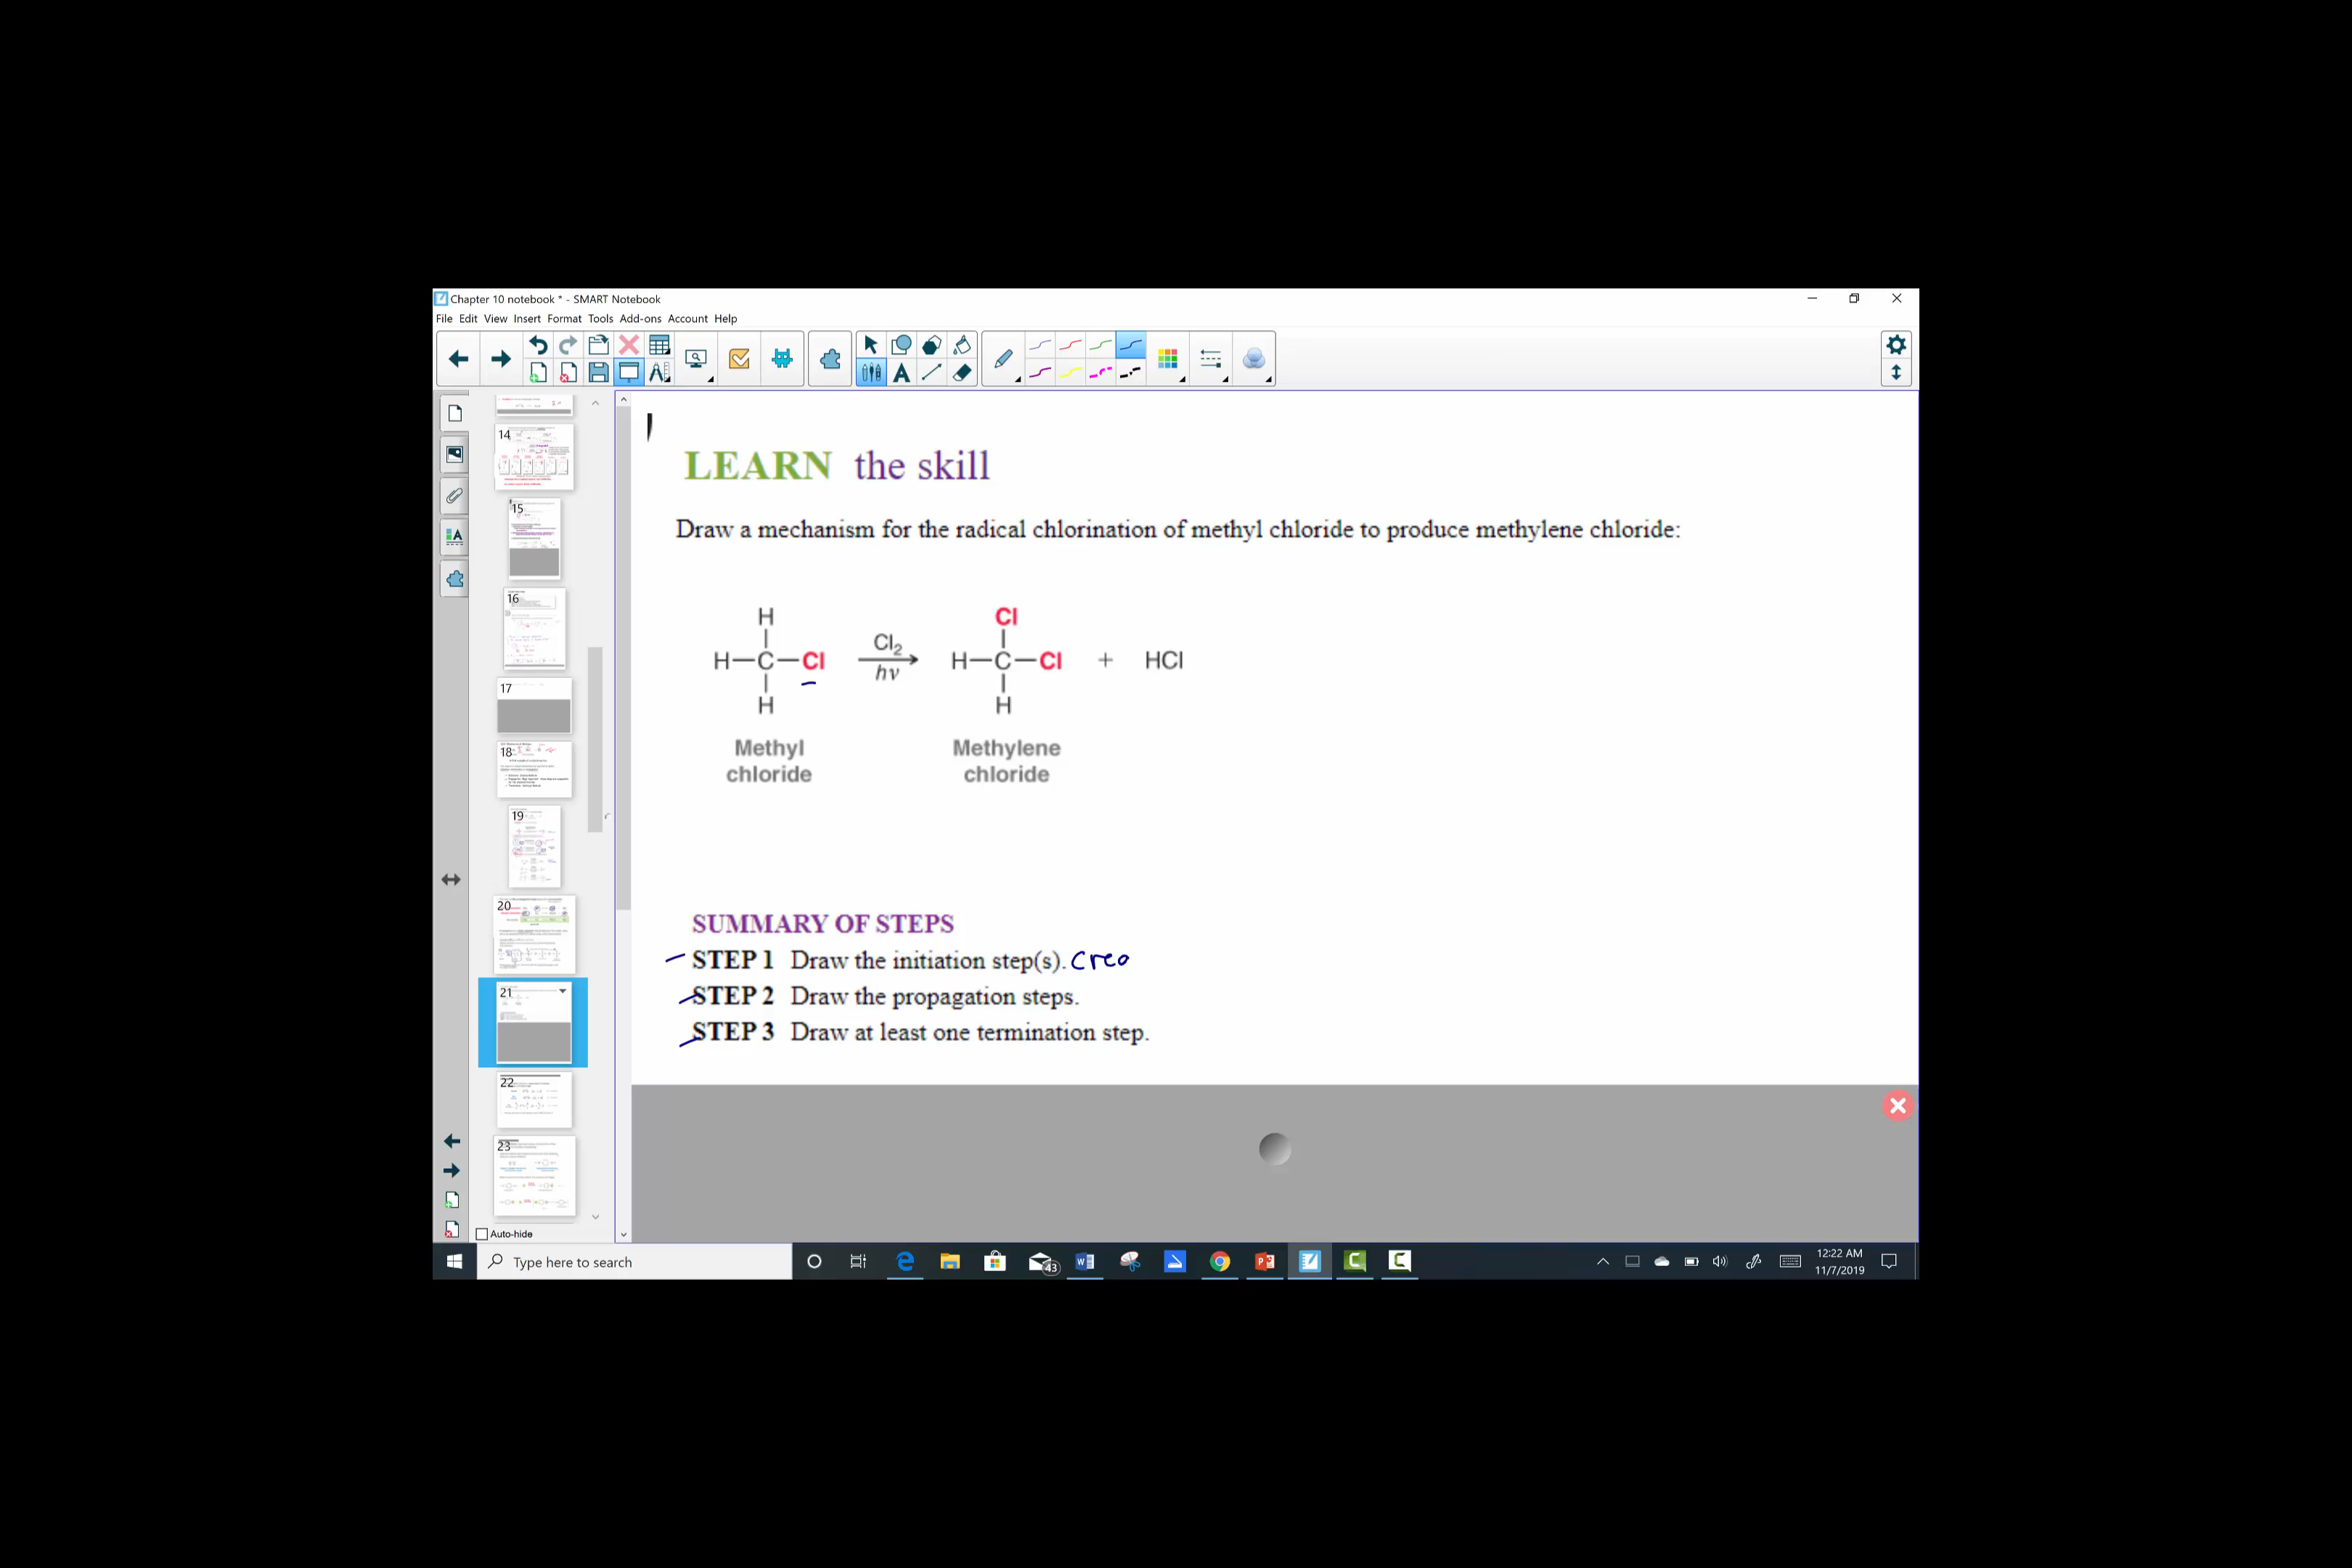 Chapter 10 notebook * - SMART Notebook
File Edit View Insert Format Tools Add-ons Account Help
14
15
16
17
18
19
20
21
22
23
Auto-hide
LEARN the skill
Draw a mechanism for the radical chlorination of methyl chloride to produce methylene chloride:
H Cl
H—C—Cl Cl₂ hν H—C—Cl + HCl
H H
Methyl Methylene
chloride chloride
SUMMARY OF STEPS
STEP 1 Draw the initiation step(s). Crea
STEP 2 Draw the propagation steps.
STEP 3 Draw at least one termination step.
Type here to search
43
12:22 AM
11/7/2019